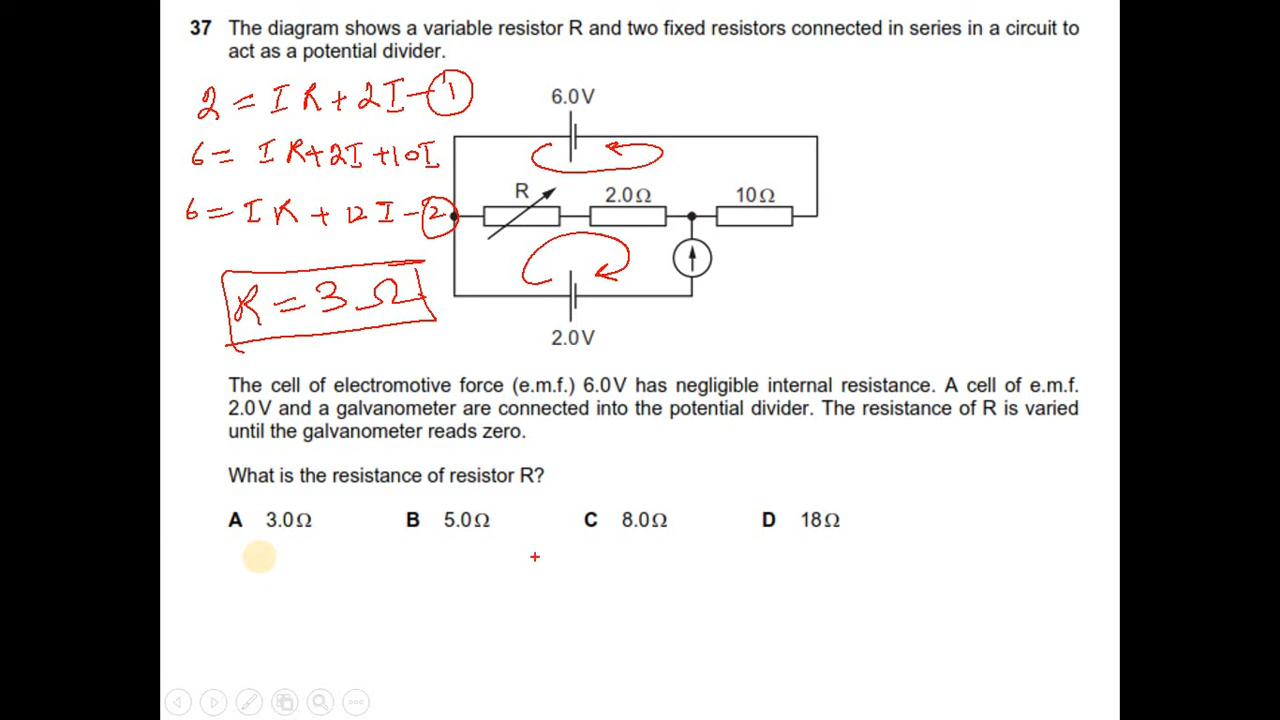 37 The diagram shows a variable resistor R and two fixed resistors connected in series in a circuit to
act as a potential divider.
2 = IR + 2I - 1
6 = IR + 2I + 10I
6 = IR + 12I - 2
R = 3 Ω
6.0 V
R
2.0 Ω
10 Ω
2.0 V
The cell of electromotive force (e.m.f.) 6.0 V has negligible internal resistance. A cell of e.m.f.
2.0 V and a galvanometer are connected into the potential divider. The resistance of R is varied
until the galvanometer reads zero.
What is the resistance of resistor R?
A 3.0 Ω B 5.0 Ω C 8.0 Ω D 18 Ω